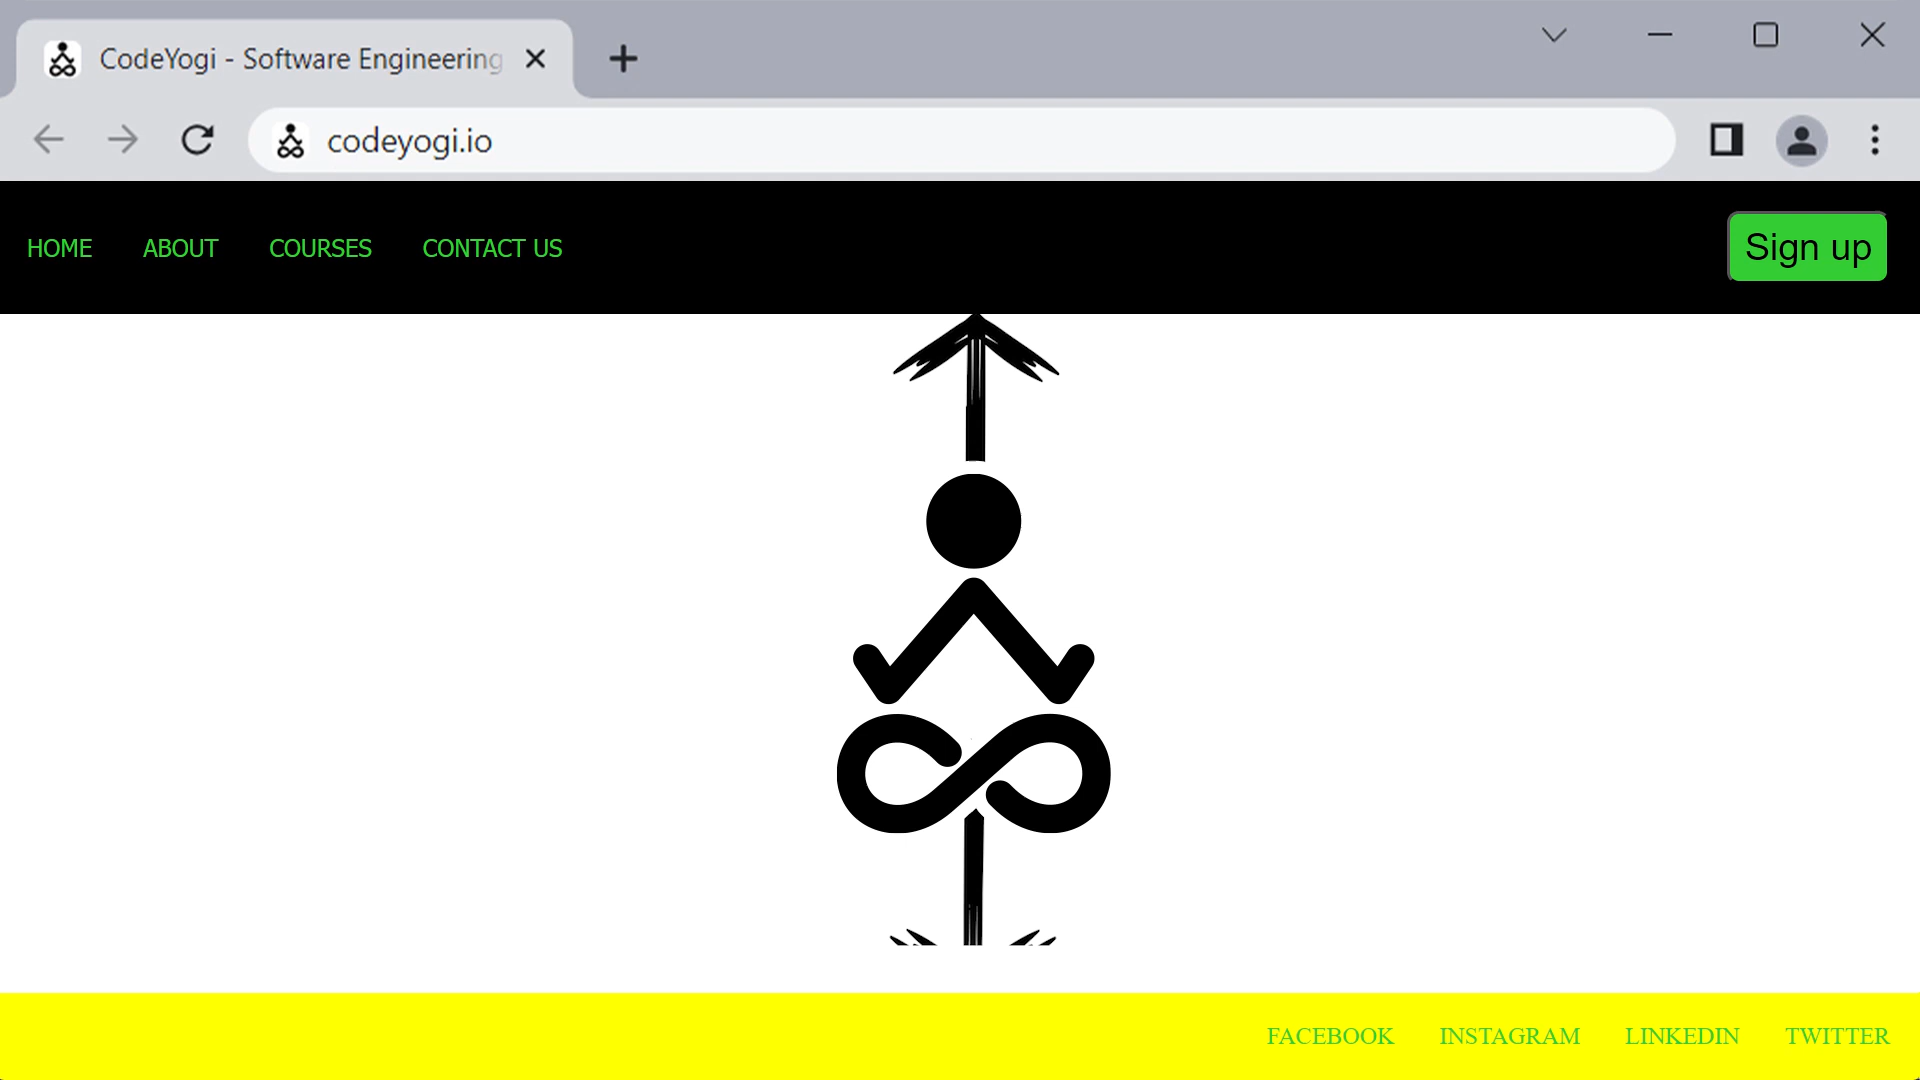 CodeYogi - Software Engineering
codeyogi.io
HOME ABOUT COURSES CONTACT US Sign up
FACEBOOK INSTAGRAM LINKEDIN TWITTER